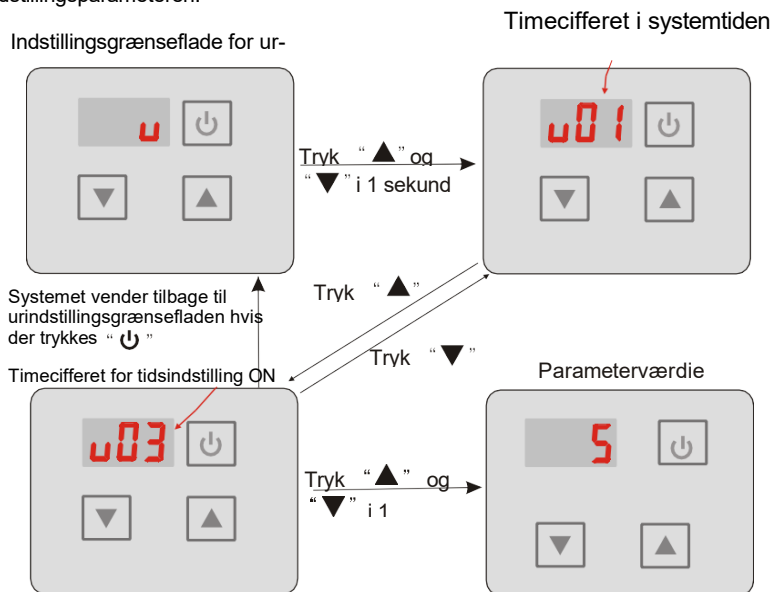 Timecifferet i systemtiden
Indstillingsgrænseflade for ur-
u
u01
Tryk “ ▲ ” og
“ ▼ ” i 1 sekund
Tryk “ ▲ ”
Systemet vender tilbage til
urindstillingsgrænsefladen hvis
der trykkes “ ⏻ ”
Tryk “ ▼ ”
Timecifferet for tidsindstilling ON
Parameterværdie
u03
5
Tryk “ ▲ ” og
“ ▼ ” i 1